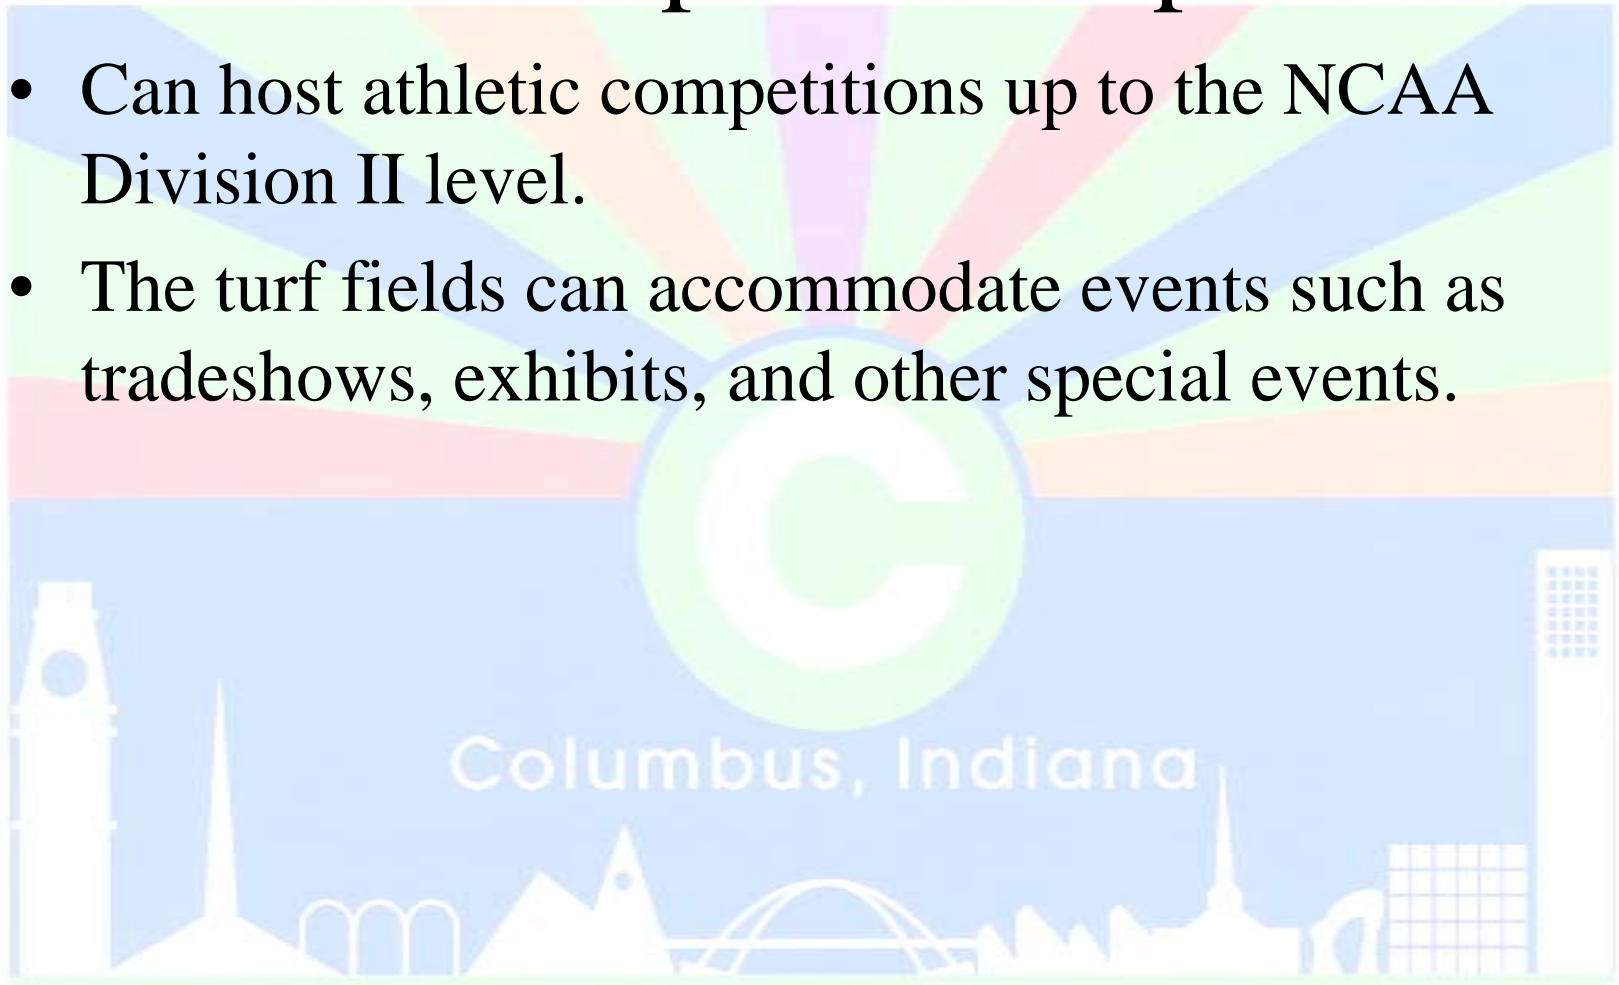 • Can host athletic competitions up to the NCAA
Division II level.
• The turf fields can accommodate events such as
tradeshows, exhibits, and other special events.
C
Columbus, Indiana